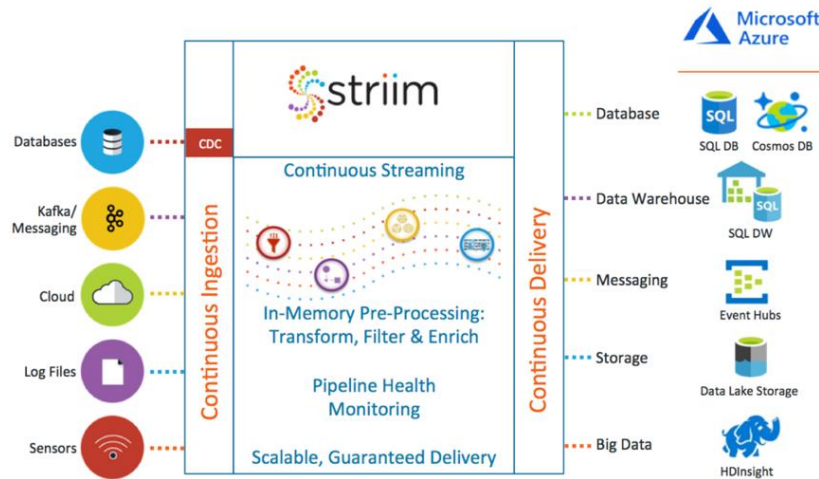 Microsoft
Azure
striim
Databases
CDC
Kafka/
Messaging
Cloud
Log Files
Sensors
Continuous Ingestion
Continuous Streaming
In-Memory Pre-Processing:
Transform, Filter & Enrich
Pipeline Health
Monitoring
Scalable, Guaranteed Delivery
Continuous Delivery
Database
SQL
SQL DB
Cosmos DB
Data Warehouse
SQL
SQL DW
Messaging
Event Hubs
Storage
Data Lake Storage
Big Data
HDInsight